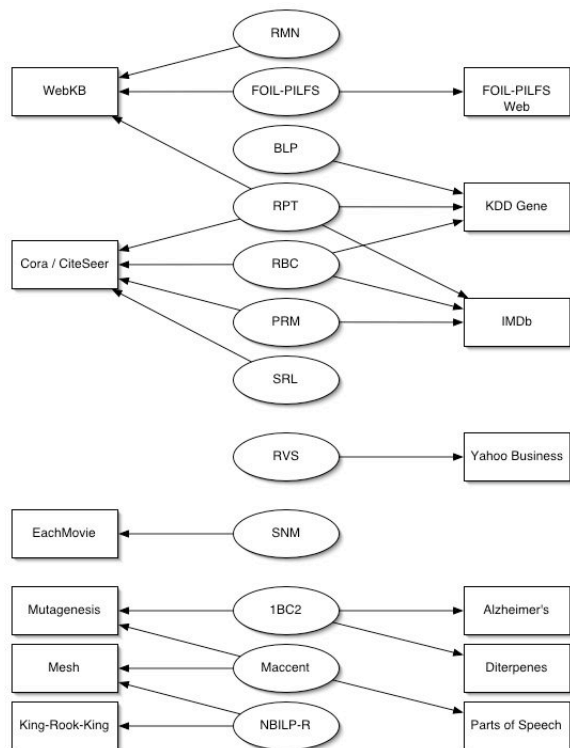 RMN
WebKB
FOIL-PILFS
FOIL-PILFS
Web
BLP
RPT
KDD Gene
Cora / CiteSeer
RBC
PRM
IMDb
SRL
RVS
Yahoo Business
EachMovie
SNM
Mutagenesis
1BC2
Alzheimer's
Mesh
Maccent
Diterpenes
King-Rook-King
NBILP-R
Parts of Speech